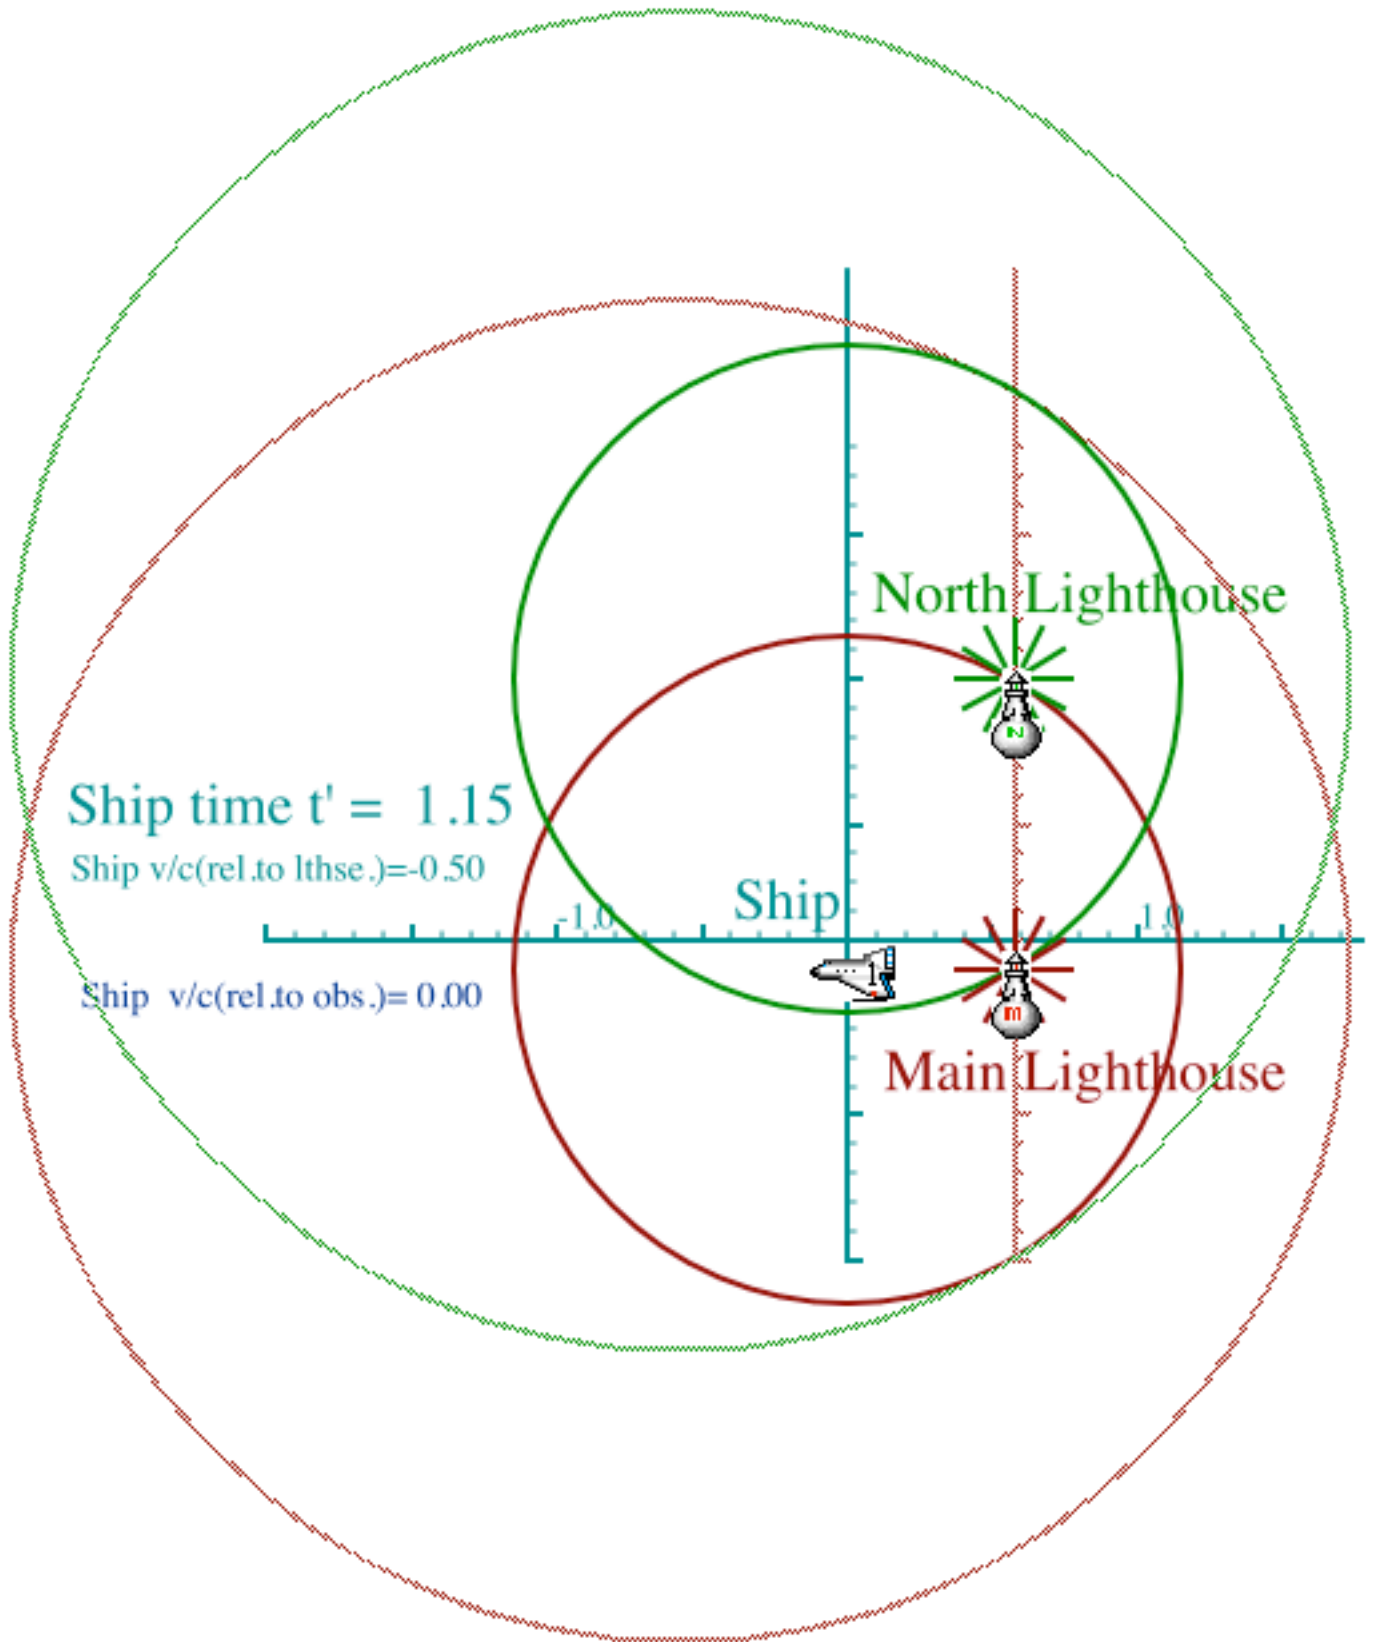 North Lighthouse
N
Ship time t' = 1.15
Ship v/c(rel.to lthse.)=-0.50
Ship
-1.0
1.0
1
Ship v/c(rel.to obs.)= 0.00
m
Main Lighthouse